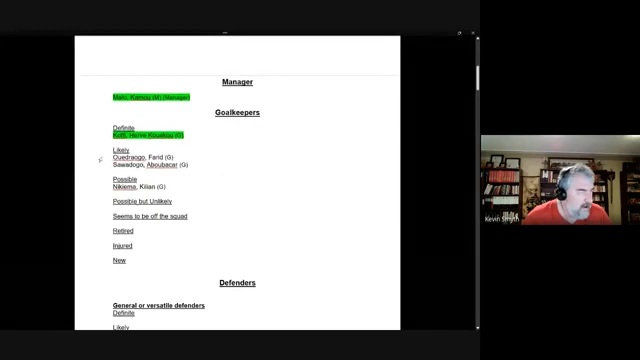 Manager
Malo, Kamou (M) (Manager)
Goalkeepers
Definite
Koffi, Herve Kouakou (G)
Likely
Ouedraogo, Farid (G)
Sawadogo, Aboubacar (G)
Possible
Nikiema, Kilian (G)
Possible but Unlikely
Seems to be off the squad
Retired
Injured
New
Defenders
General or versatile defenders
Definite
Likely
Kevin Smyth